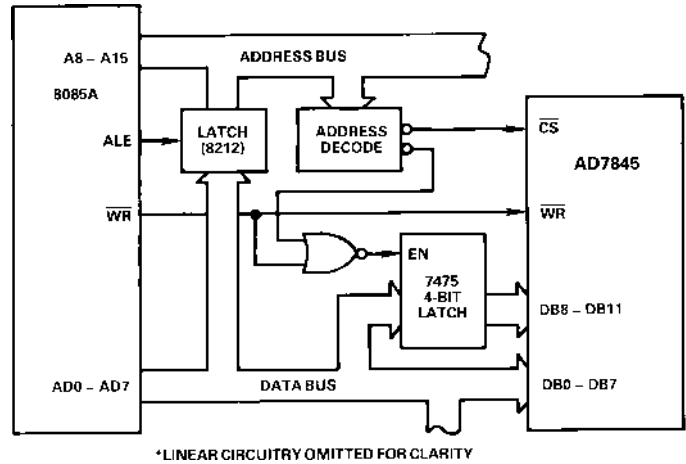 A8 – A15
ADDRESS BUS
8085A
ALE
LATCH
(8212)
ADDRESS
DECODE
CS
AD7845
WR
WR
EN
7475
4-BIT
LATCH
DB8 – DB11
AD0 – AD7
DATA BUS
DB0 – DB7
*LINEAR CIRCUITRY OMITTED FOR CLARITY